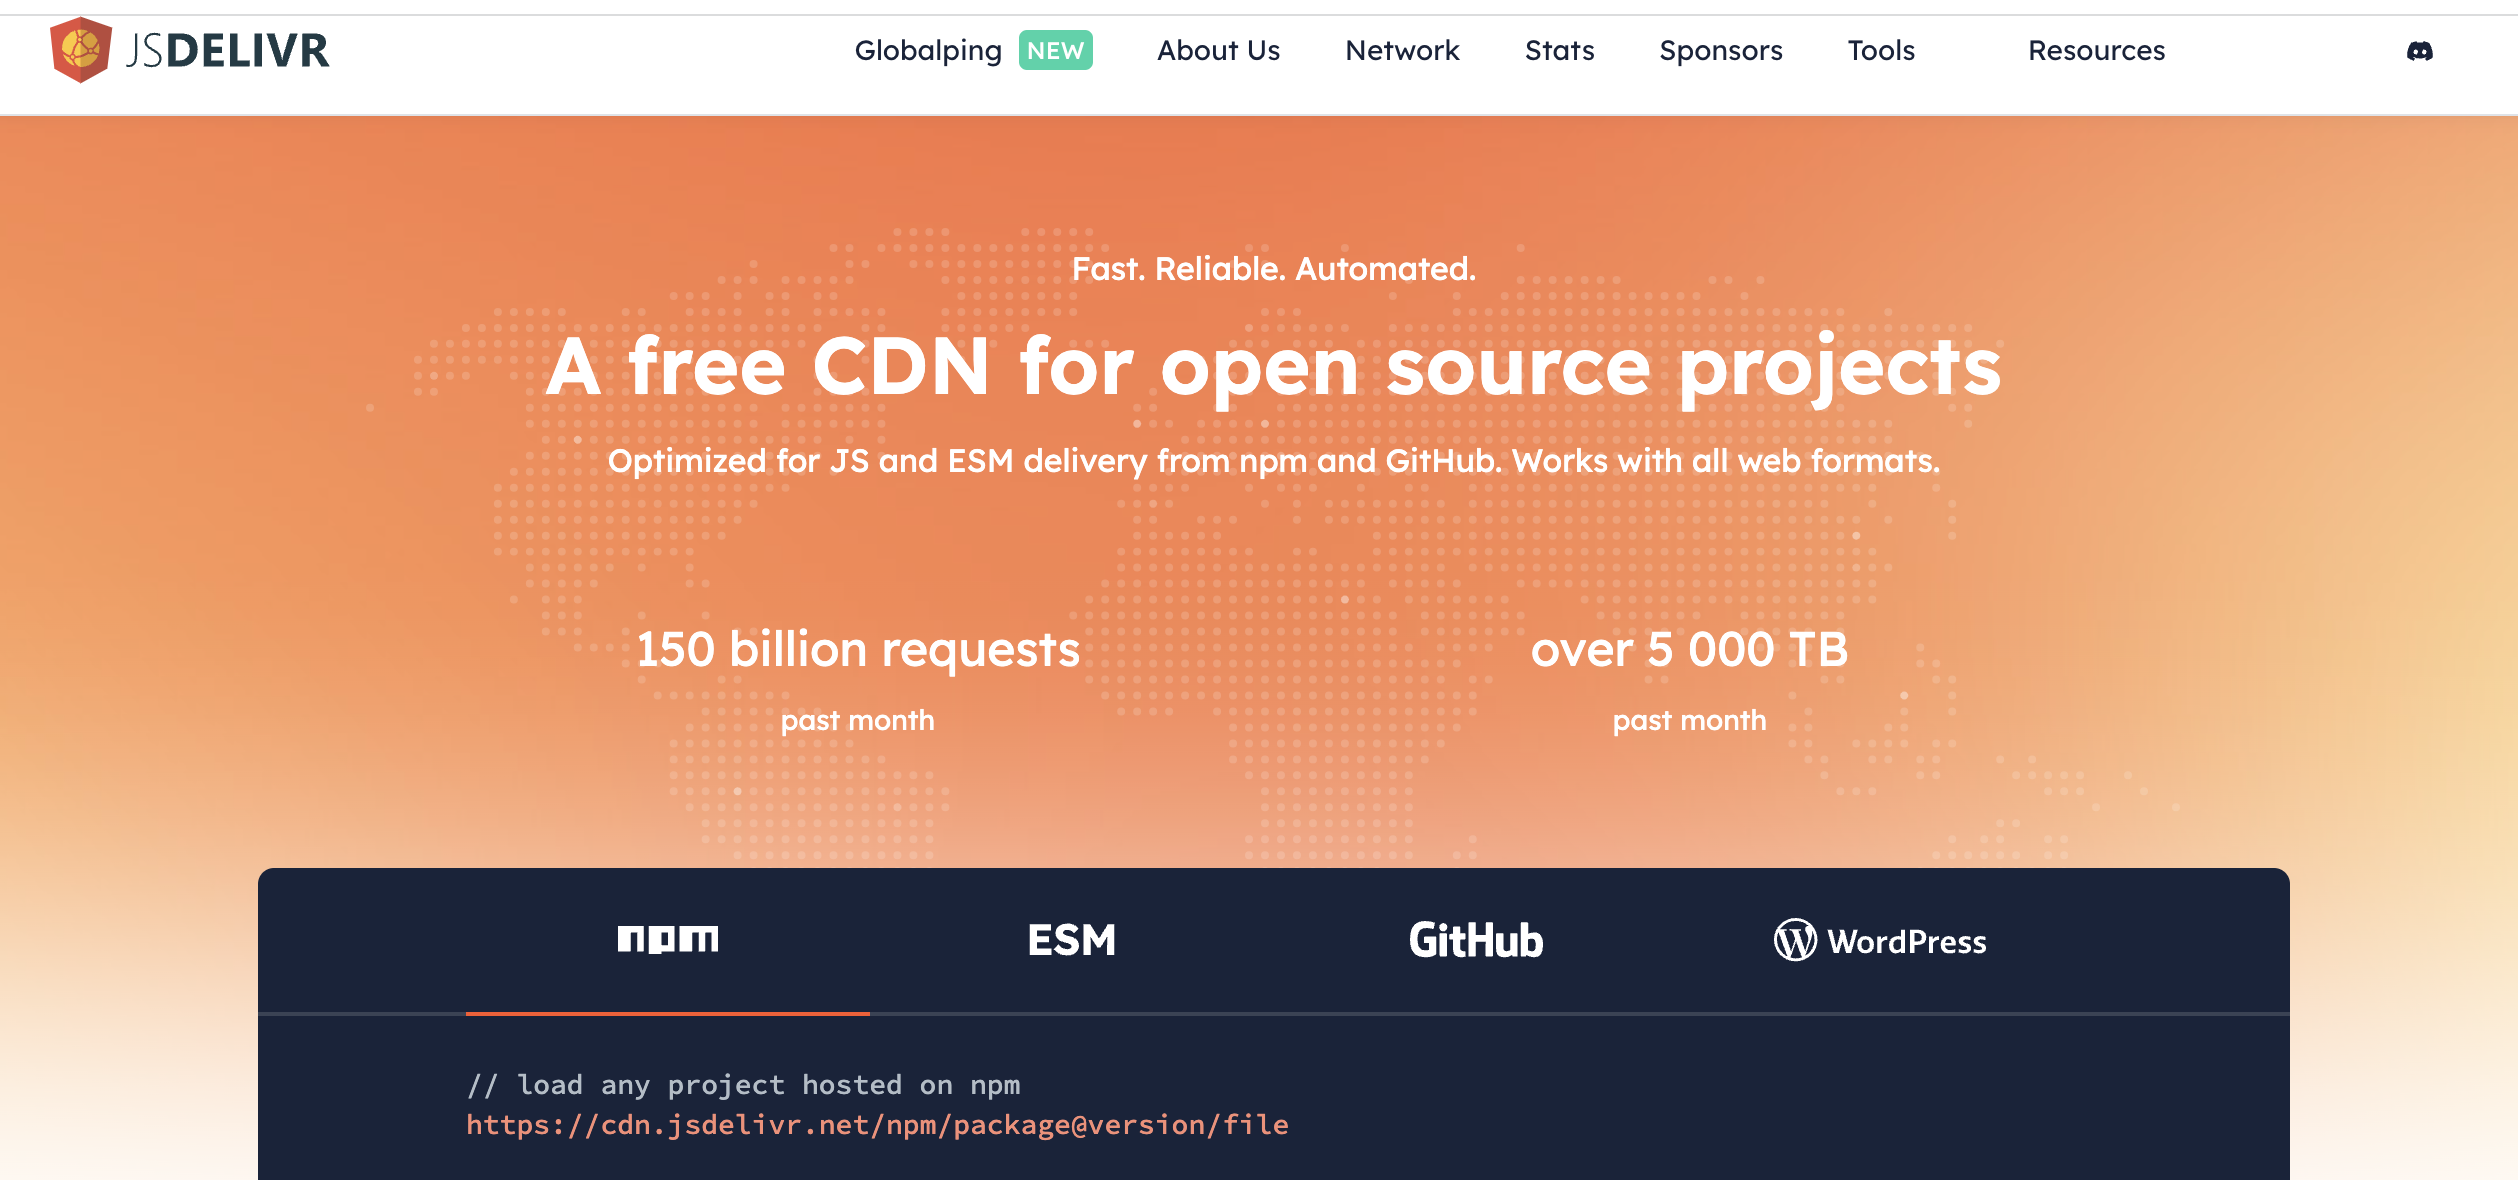 JSDELIVR
Globalping NEW About Us Network Stats Sponsors Tools Resources
Fast. Reliable. Automated.
A free CDN for open source projects
Optimized for JS and ESM delivery from npm and GitHub. Works with all web formats.
150 billion requests
past month
over 5 000 TB
past month
npm ESM GitHub WordPress
// load any project hosted on npm
https://cdn.jsdelivr.net/npm/package@version/file